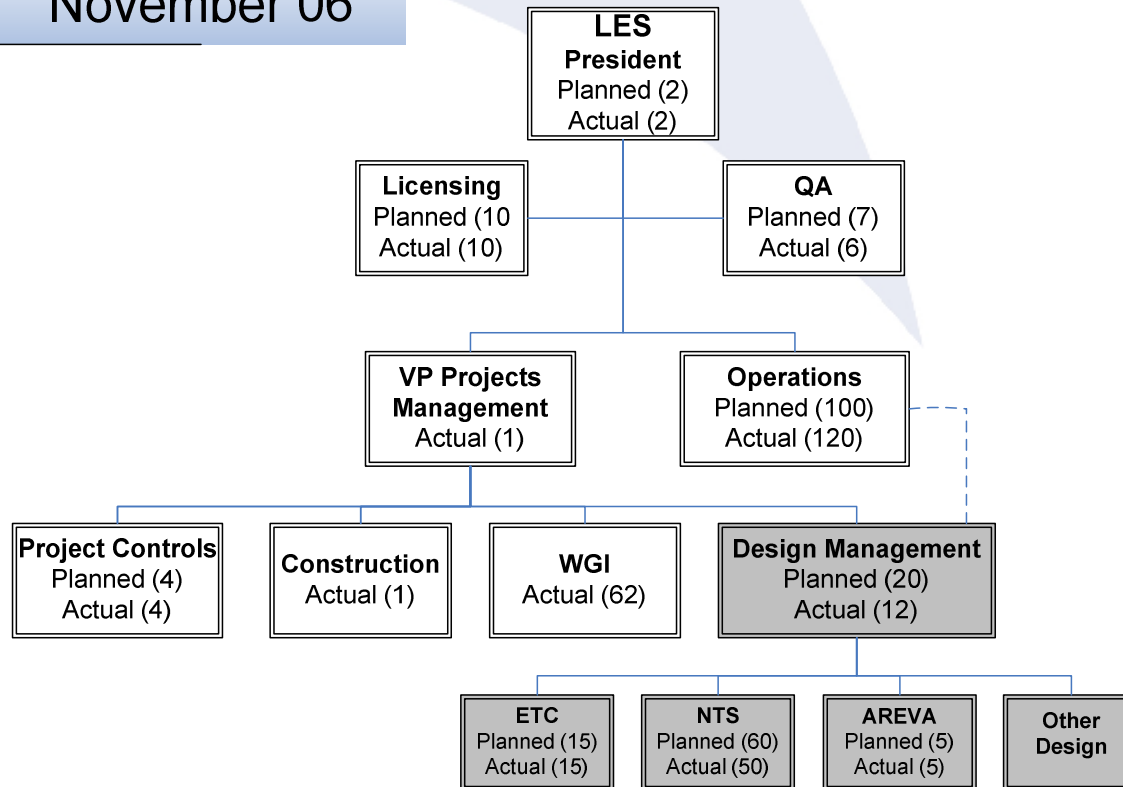 November 06
LES
President
Planned (2)
Actual (2)
Licensing
Planned (10
Actual (10)
QA
Planned (7)
Actual (6)
VP Projects
Management
Actual (1)
Operations
Planned (100)
Actual (120)
Project Controls
Planned (4)
Actual (4)
Construction
Actual (1)
WGI
Actual (62)
Design Management
Planned (20)
Actual (12)
ETC
Planned (15)
Actual (15)
NTS
Planned (60)
Actual (50)
AREVA
Planned (5)
Actual (5)
Other
Design